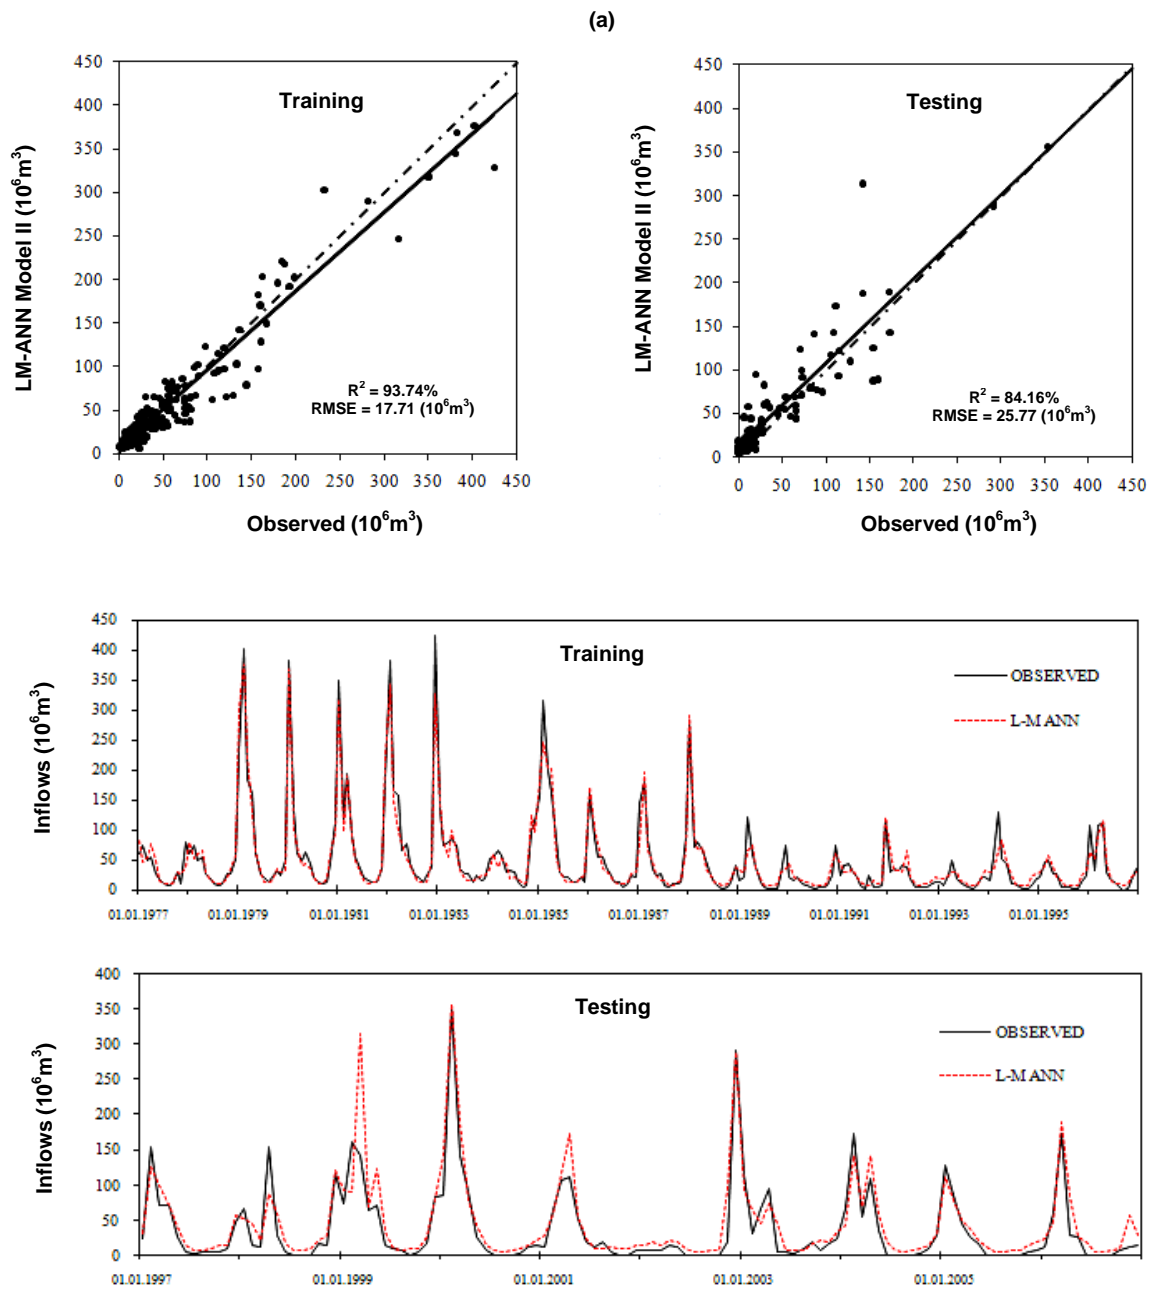 (a)
Training
LM-ANN Model II (10⁶m³)
450
400
350
300
250
200
150
100
50
0
R² = 93.74%
RMSE = 17.71 (10⁶m³)
0 50 100 150 200 250 300 350 400 450
Observed (10⁶m³)
Testing
LM-ANN Model II (10⁶m³)
450
400
350
300
250
200
150
100
50
0
R² = 84.16%
RMSE = 25.77 (10⁶m³)
0 50 100 150 200 250 300 350 400 450
Observed (10⁶m³)
Training
Inflows (10⁶m³)
450
400
350
300
250
200
150
100
50
0
OBSERVED
L-M ANN
01.01.1977 01.01.1979 01.01.1981 01.01.1983 01.01.1985 01.01.1987 01.01.1989 01.01.1991 01.01.1993 01.01.1995
Testing
Inflows (10⁶m³)
400
350
300
250
200
150
100
50
0
OBSERVED
L-M ANN
01.01.1997 01.01.1999 01.01.2001 01.01.2003 01.01.2005